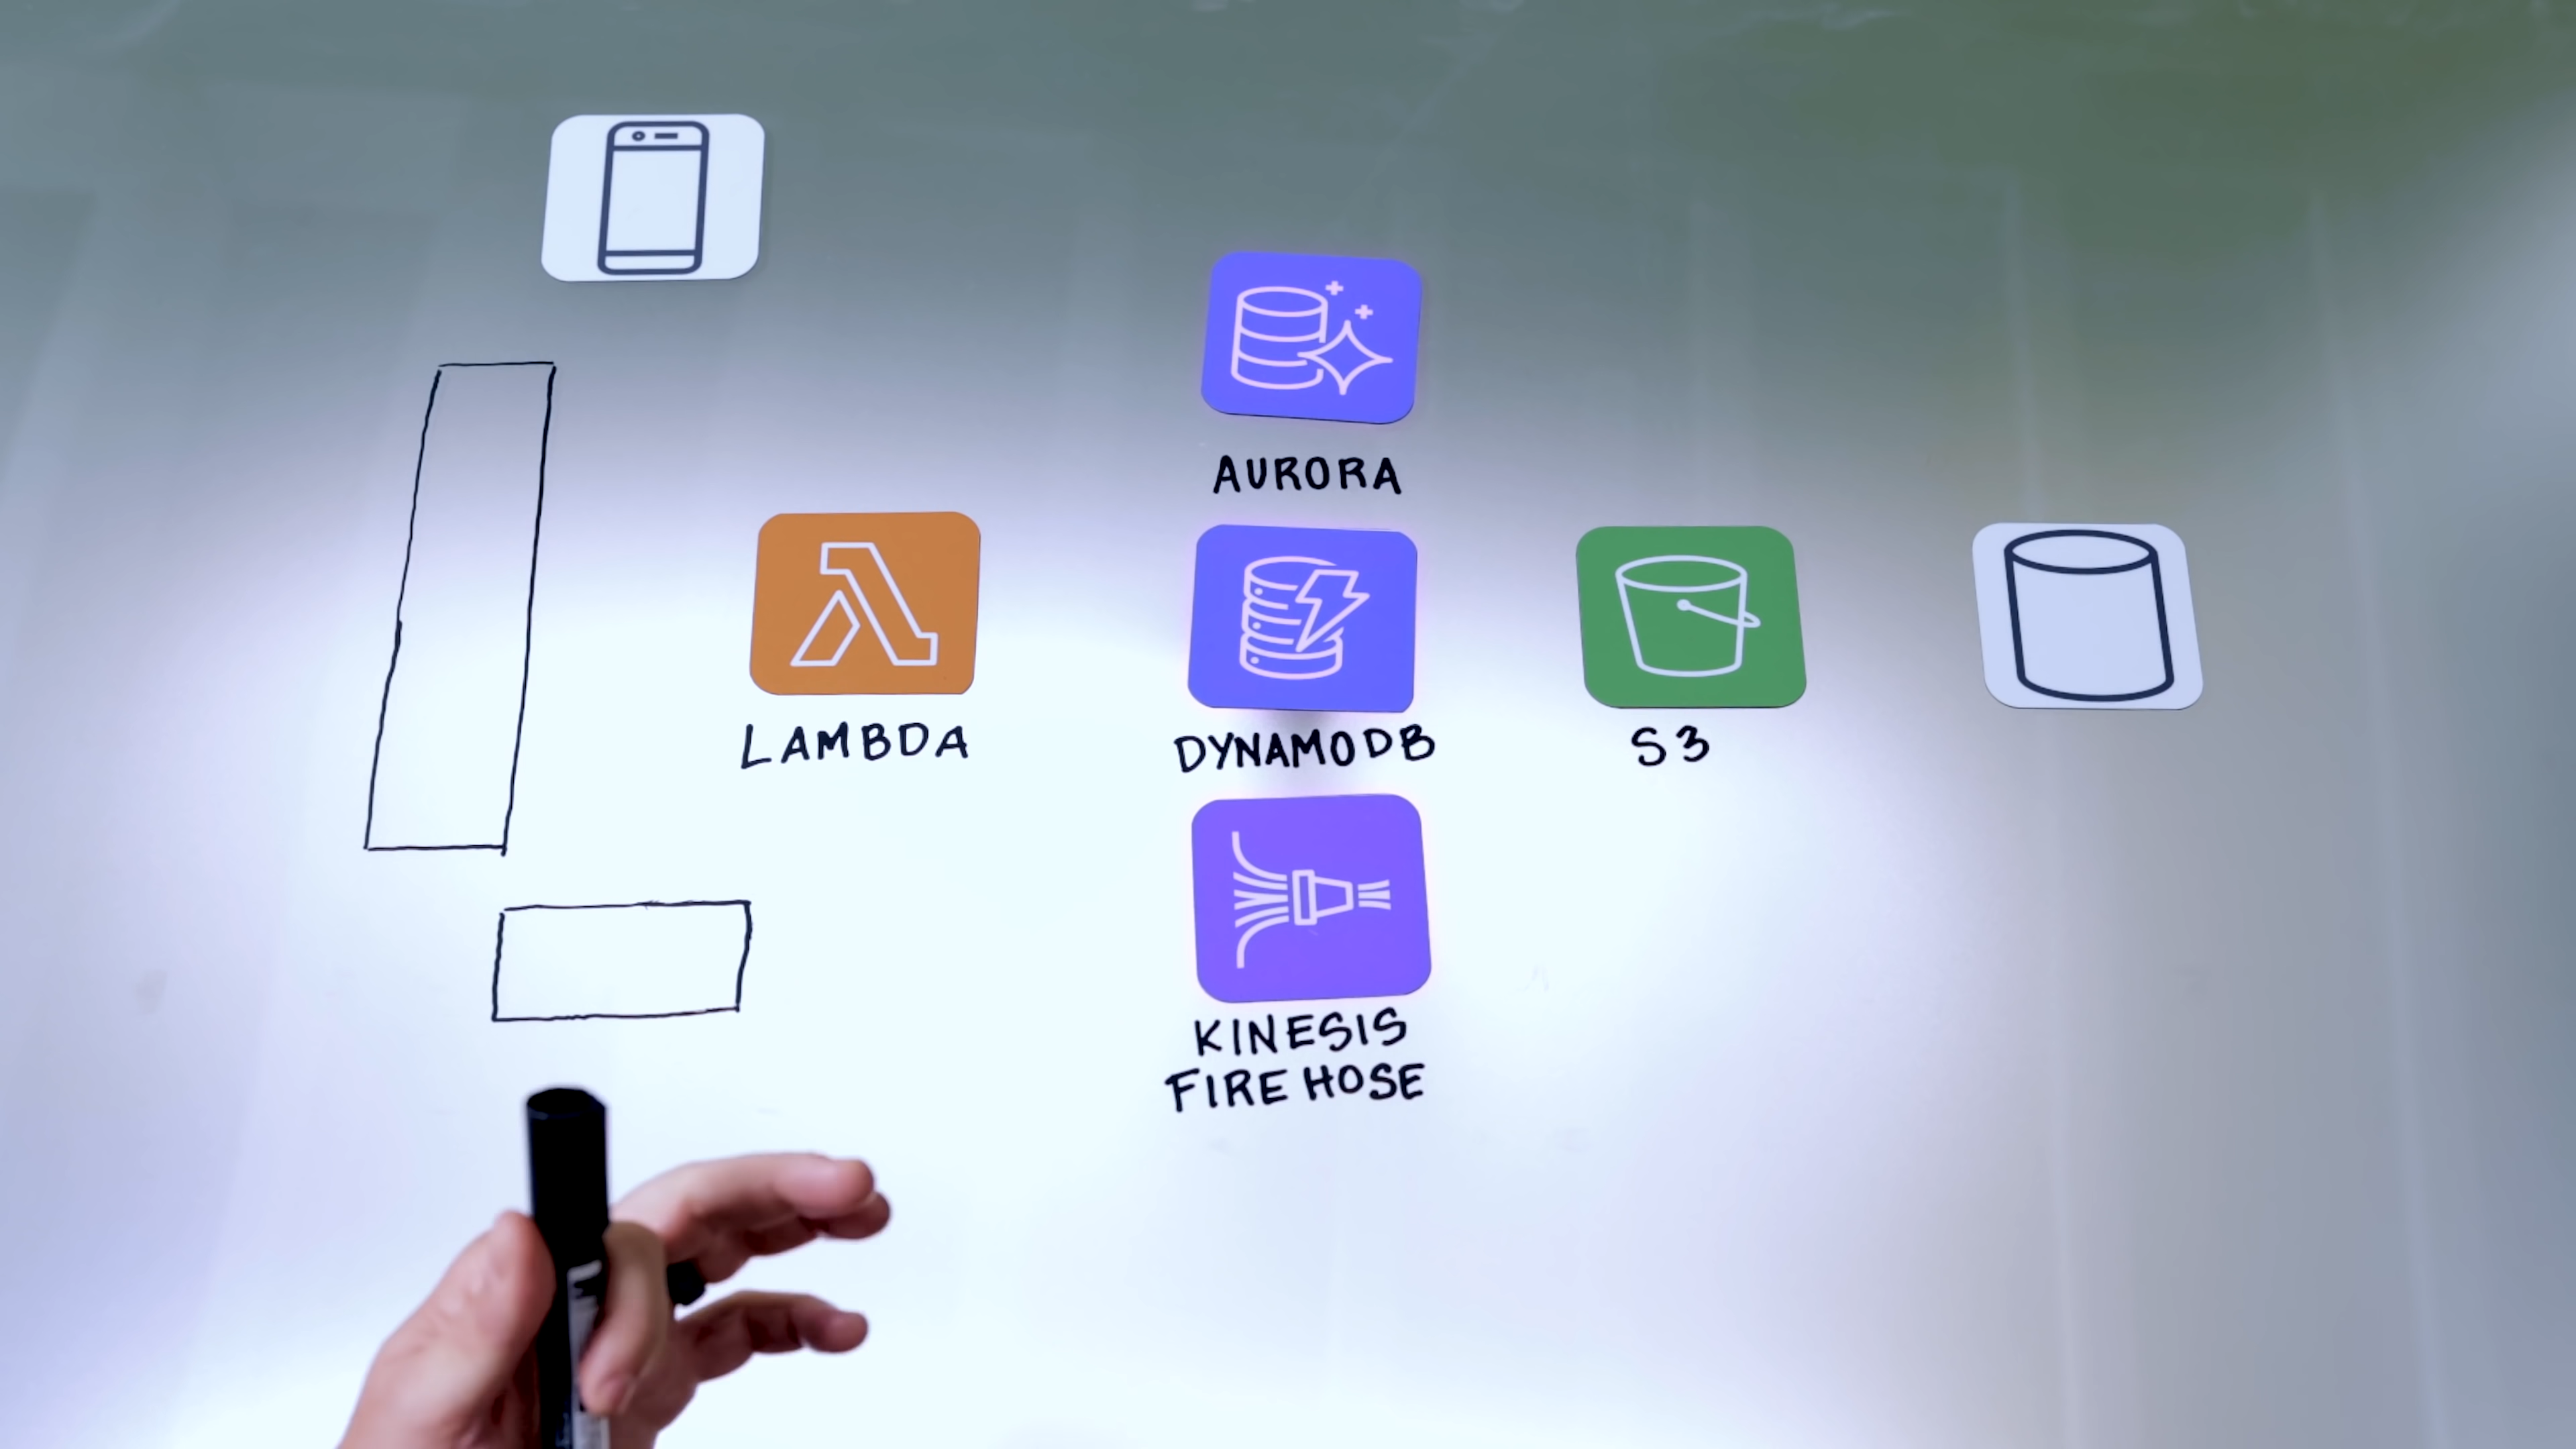 AURORA
LAMBDA
DYNAMODB
S3
KINESIS
FIRE HOSE